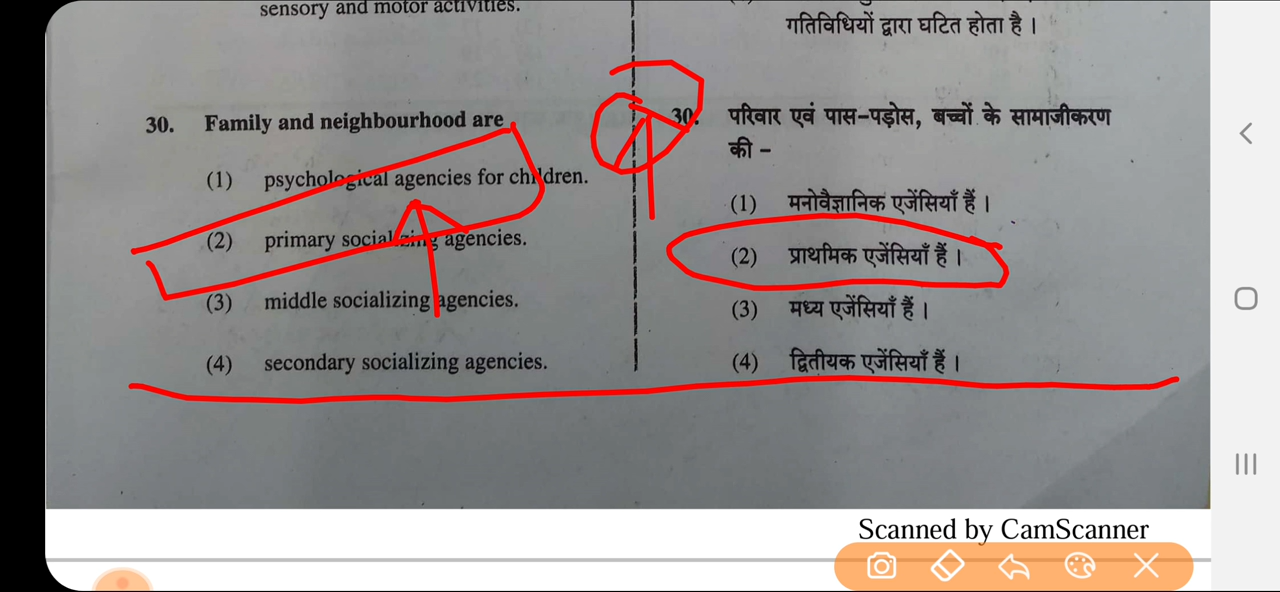 sensory and motor activities.
30. Family and neighbourhood are
(1) psychological agencies for children.
(2) primary socializing agencies.
(3) middle socializing agencies.
(4) secondary socializing agencies.
गतिविधियों द्वारा घटित होता है ।
30. परिवार एवं पास-पड़ोस, बच्चों के सामाजीकरण
की –
(1) मनोवैज्ञानिक एजेंसियाँ हैं ।
(2) प्राथमिक एजेंसियाँ हैं ।
(3) मध्य एजेंसियाँ हैं ।
(4) द्वितीयक एजेंसियाँ हैं ।
Scanned by CamScanner